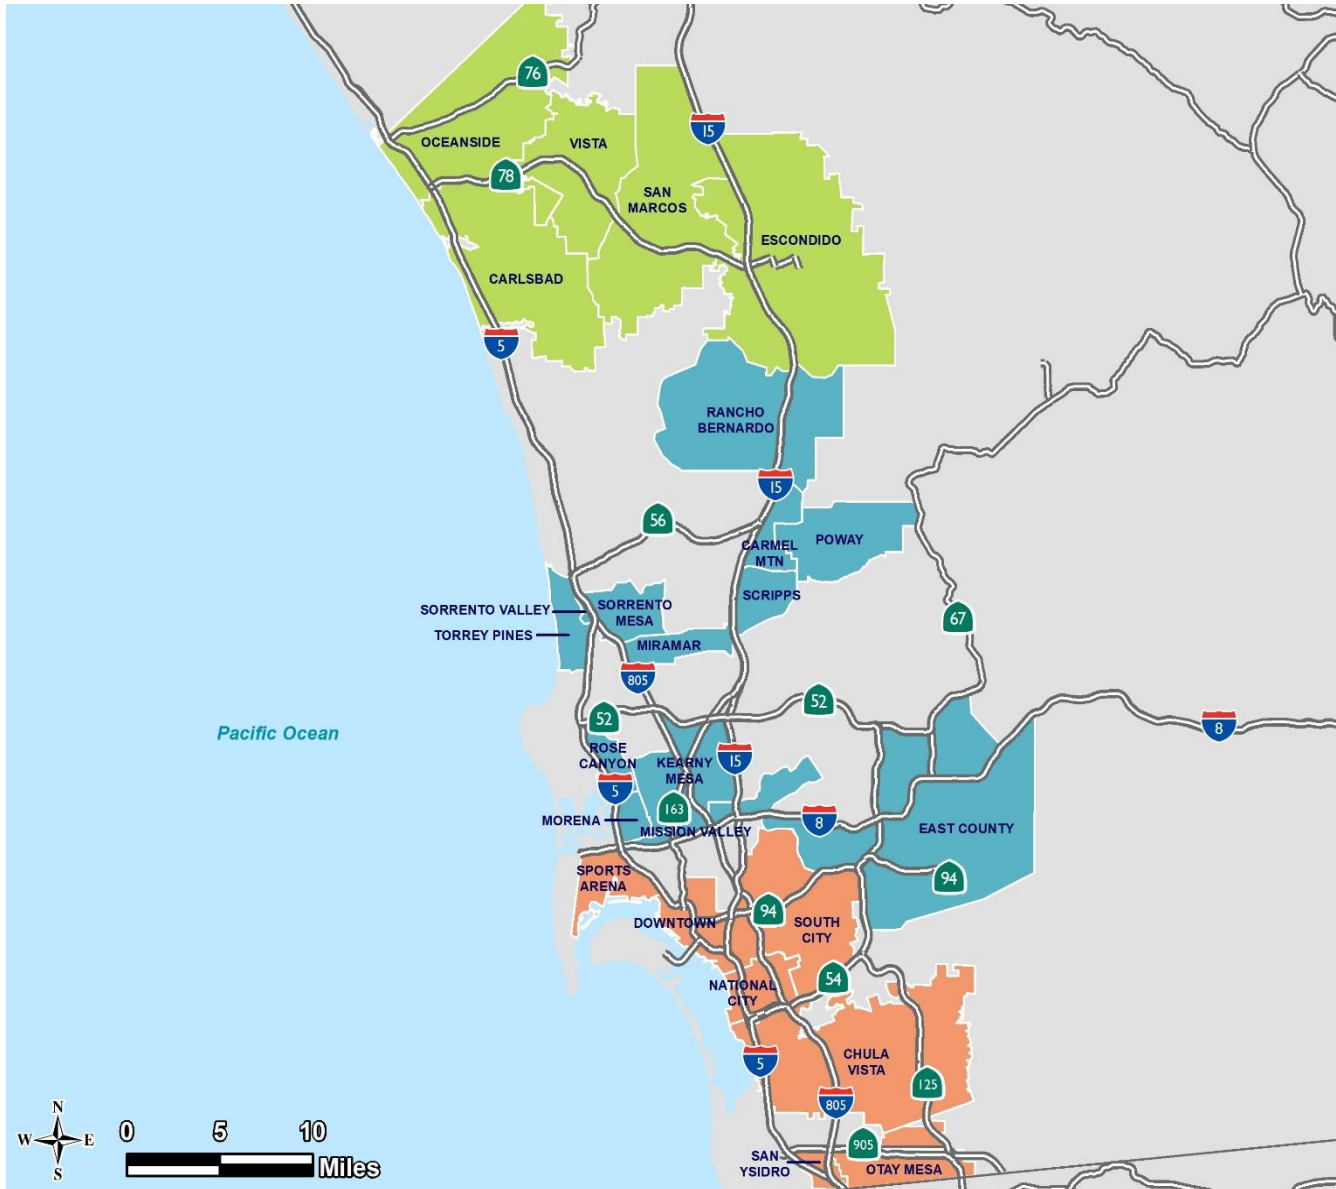 76
15
OCEANSIDE
VISTA
78
SAN
MARCOS
ESCONDIDO
CARLSBAD
5
RANCHO
BERNARDO
15
56
CARMEL
MTN
POWAY
SCRIPPS
SORRENTO VALLEY
SORRENTO
MESA
TORREY PINES
MIRAMAR
67
805
52
52
8
Pacific Ocean
ROSE
CANYON
KEARNY
MESA
15
5
163
MORENA
MISSION VALLEY
8
EAST COUNTY
SPORTS
ARENA
94
94
DOWNTOWN
SOUTH
CITY
NATIONAL
CITY
54
5
CHULA
VISTA
125
805
905
SAN
YSIDRO
OTAY MESA
N
W E
S
0 5 10
Miles